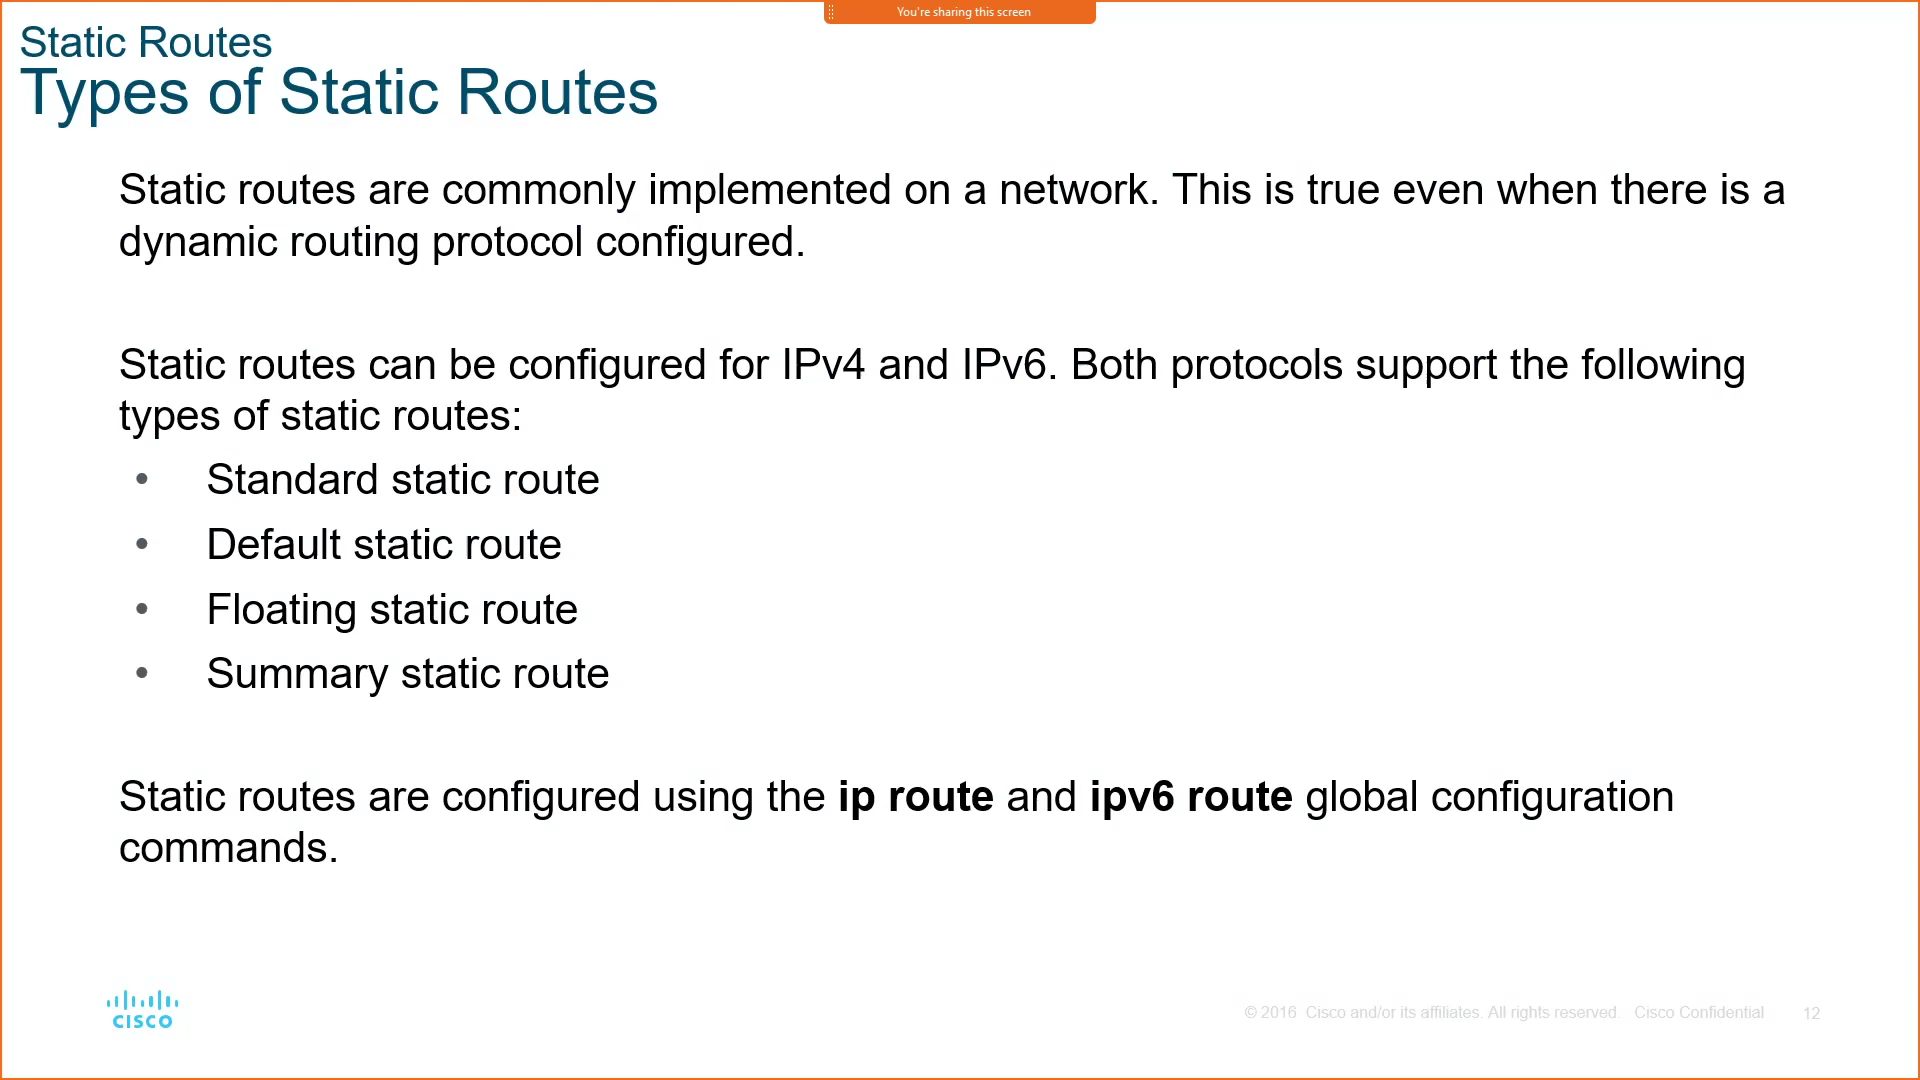 You're sharing this screen
Static Routes
Types of Static Routes
Static routes are commonly implemented on a network. This is true even when there is a
dynamic routing protocol configured.
Static routes can be configured for IPv4 and IPv6. Both protocols support the following
types of static routes:
• Standard static route
• Default static route
• Floating static route
• Summary static route
Static routes are configured using the ip route and ipv6 route global configuration
commands.
CISCO
© 2016 Cisco and/or its affiliates. All rights reserved. Cisco Confidential 12